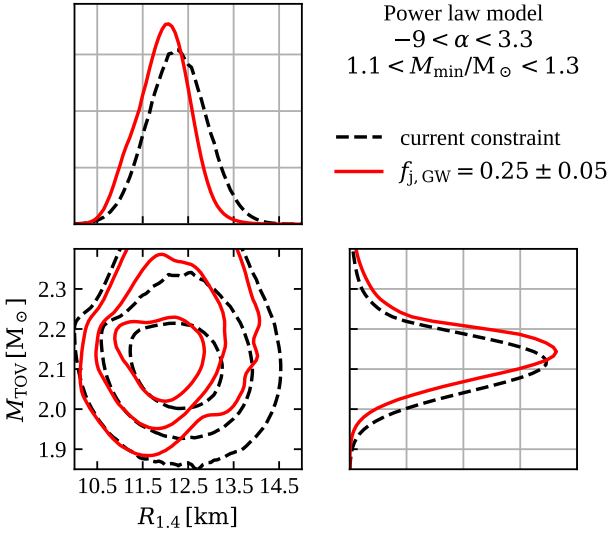 Power law model
−9 < α < 3.3
1.1 < M_min/M_⊙ < 1.3
current constraint
f_j, GW = 0.25 ± 0.05
2.3
2.2
2.1
2.0
1.9
M_TOV [M_⊙]
10.5 11.5 12.5 13.5 14.5
R_1.4 [km]